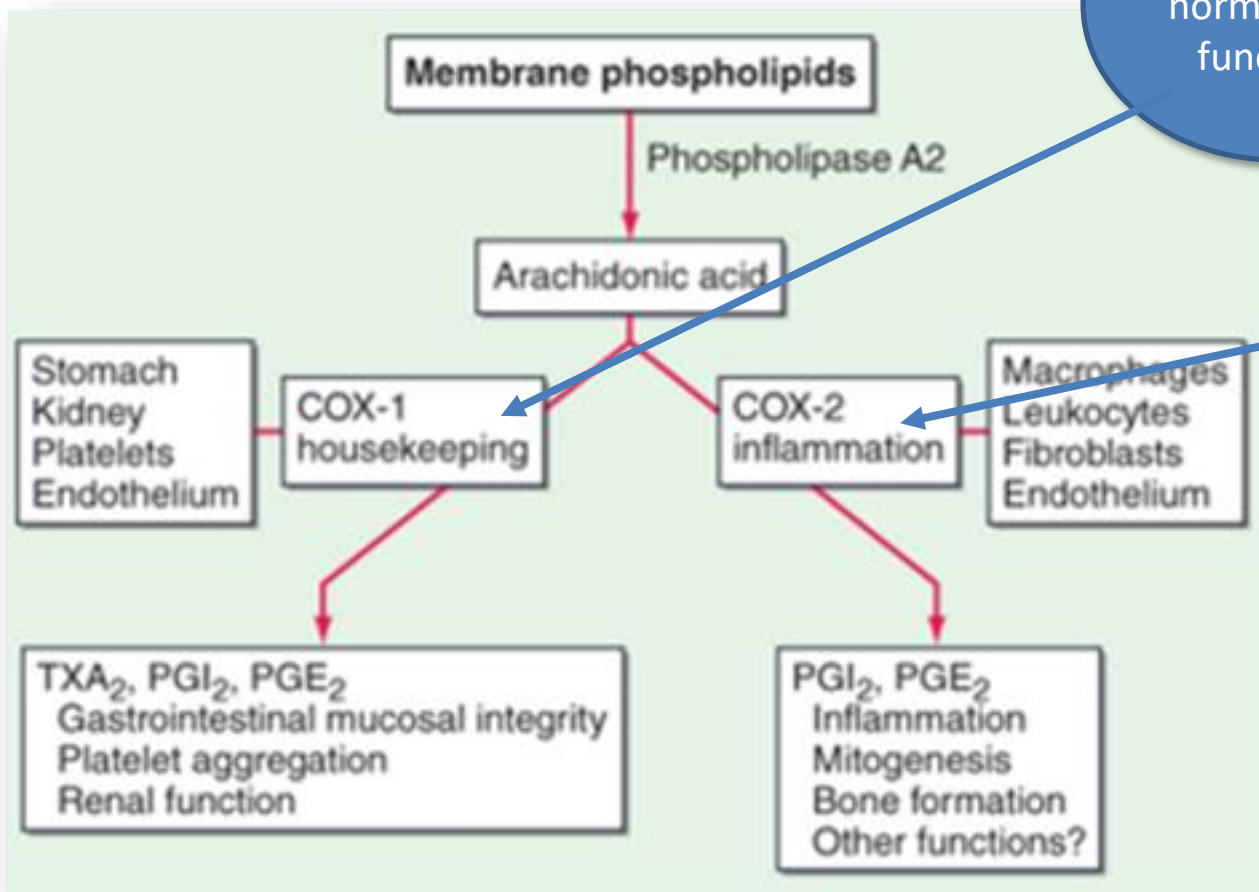 Membrane phospholipids
Phospholipase A2
Arachidonic acid
Stomach
Kidney
Platelets
Endothelium
COX-1
housekeeping
COX-2
inflammation
Macrophages
Leukocytes
Fibroblasts
Endothelium
TXA₂, PGI₂, PGE₂
Gastrointestinal mucosal integrity
Platelet aggregation
Renal function
PGI₂, PGE₂
Inflammation
Mitogenesis
Bone formation
Other functions?